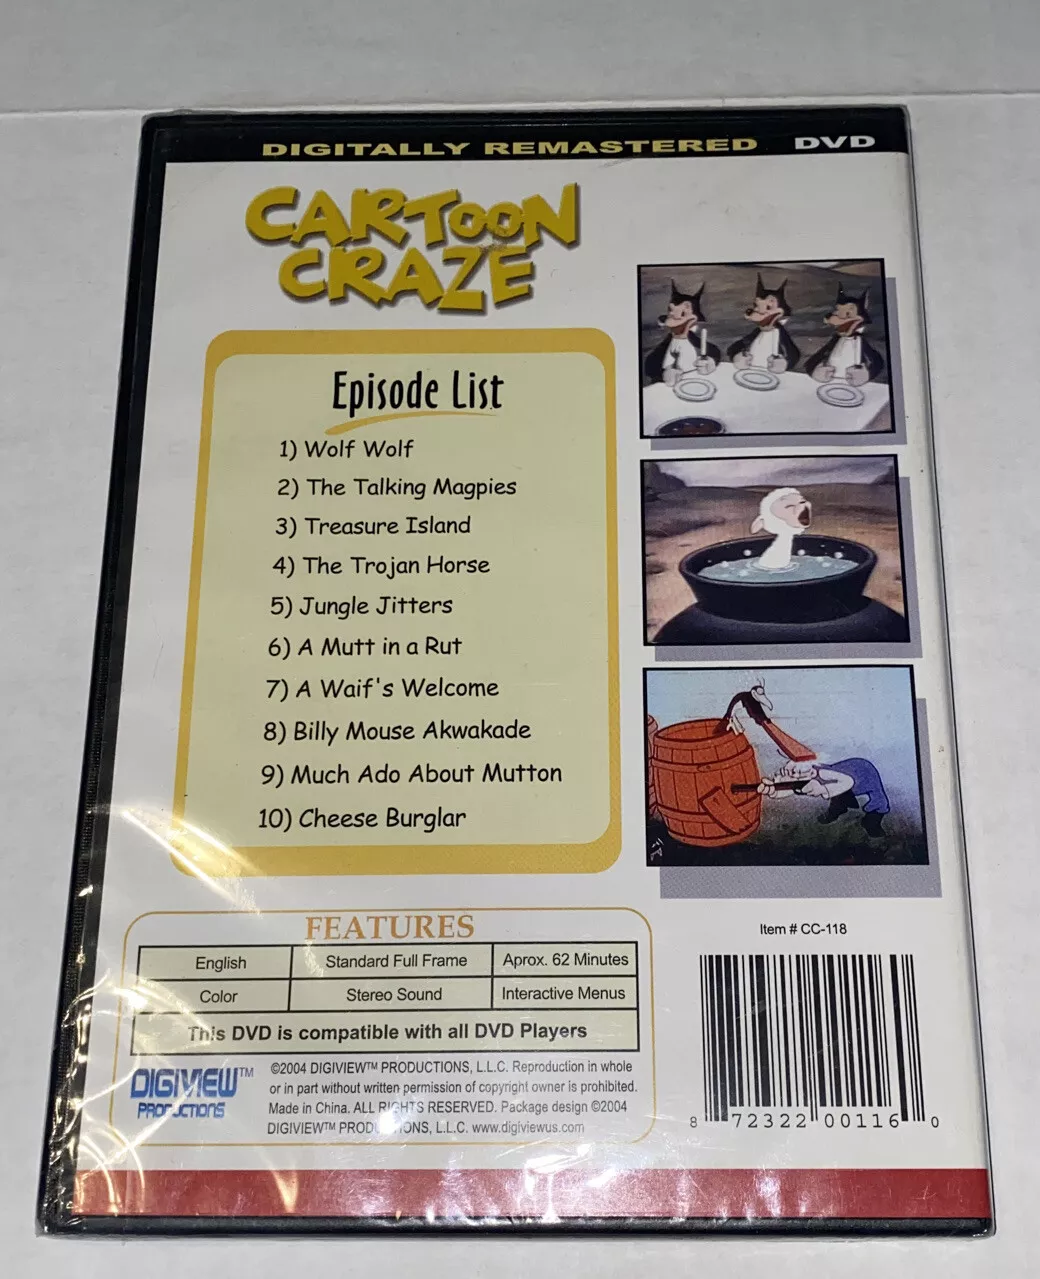 DIGITALLY REMASTERED DVD
CARTOON
CRAZE
Episode List
1) Wolf Wolf
2) The Talking Magpies
3) Treasure Island
4) The Trojan Horse
5) Jungle Jitters
6) A Mutt in a Rut
7) A Waif's Welcome
8) Billy Mouse Akwakade
9) Much Ado About Mutton
10) Cheese Burglar
FEATURES
English Standard Full Frame Aprox. 62 Minutes
Color Stereo Sound Interactive Menus
This DVD is compatible with all DVD Players
DIGIVIEW™
PRODUCTIONS
©2004 DIGIVIEW™ PRODUCTIONS, L.L.C. Reproduction in whole
or in part without written permission of copyright owner is prohibited.
Made in China. ALL RIGHTS RESERVED. Package design ©2004
DIGIVIEW™ PRODUCTIONS, L.L.C. www.digiviewus.com
Item # CC-118
8 72322 00116 0